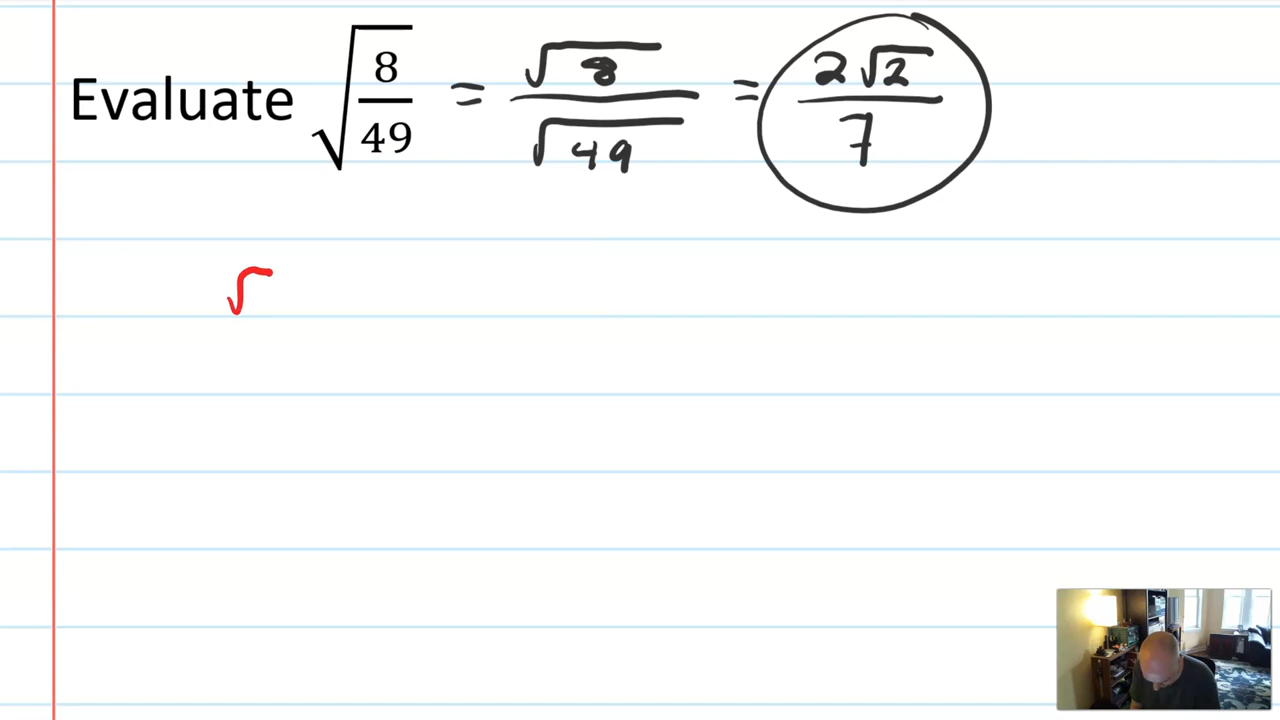 Evaluate √(8/49) = √8/√49 = 2√2/7
√